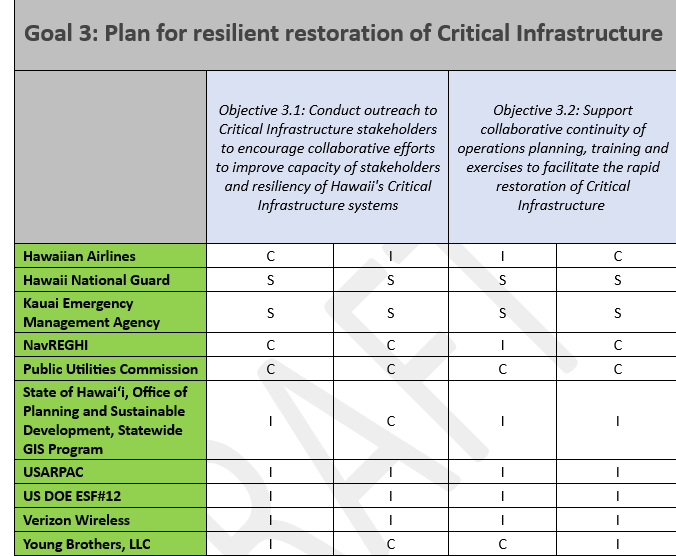 Goal 3: Plan for resilient restoration of Critical Infrastructure
Objective 3.1: Conduct outreach to
Critical Infrastructure stakeholders
to encourage collaborative efforts
to improve capacity of stakeholders
and resiliency of Hawaii's Critical
Infrastructure systems
Objective 3.2: Support
collaborative continuity of
operations planning, training and
exercises to facilitate the rapid
restoration of Critical
Infrastructure
Hawaiian Airlines C I I C
Hawaii National Guard S S S S
Kauai Emergency
Management Agency S S S S
NavREGHI C C I C
Public Utilities Commission C C C C
State of Hawaiʻi, Office of
Planning and Sustainable
Development, Statewide
GIS Program I C I I
USARPAC I I I I
US DOE ESF#12 I I I I
Verizon Wireless I I I I
Young Brothers, LLC I C C I
DRAFT